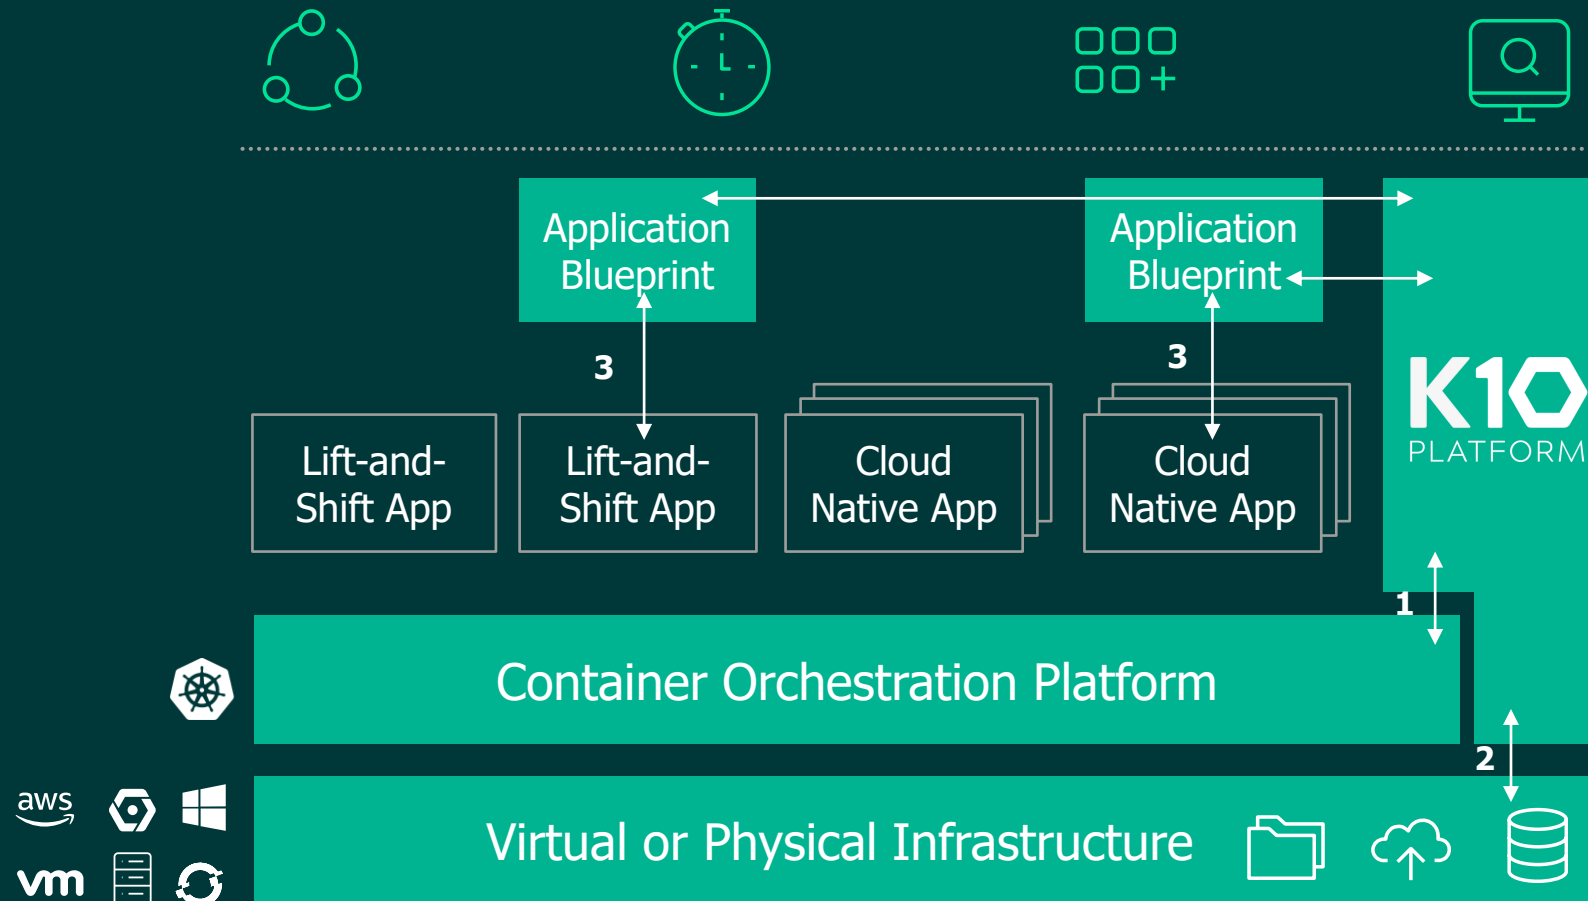 Application
Blueprint
Application
Blueprint
3
3
K10
PLATFORM
Lift-and-
Shift App
Lift-and-
Shift App
Cloud
Native App
Cloud
Native App
1
Container Orchestration Platform
2
aws
Virtual or Physical Infrastructure
vm